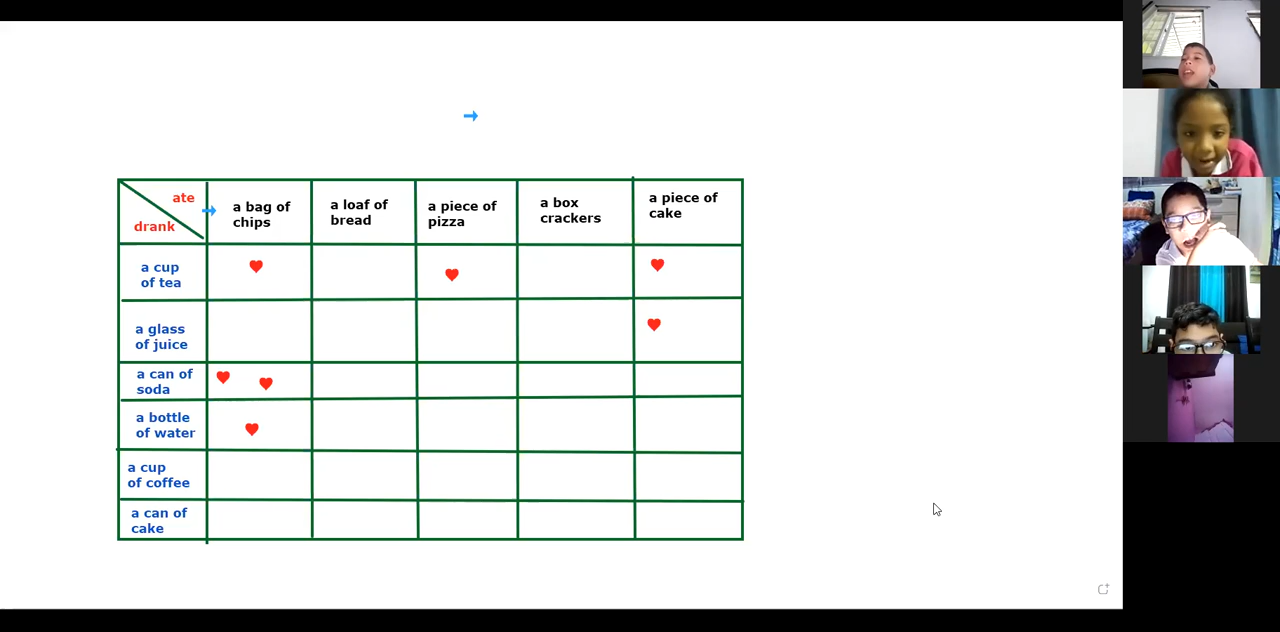 ate
drank
a bag of
chips
a loaf of
bread
a piece of
pizza
a box
crackers
a piece of
cake
a cup
of tea
a glass
of juice
a can of
soda
a bottle
of water
a cup
of coffee
a can of
cake